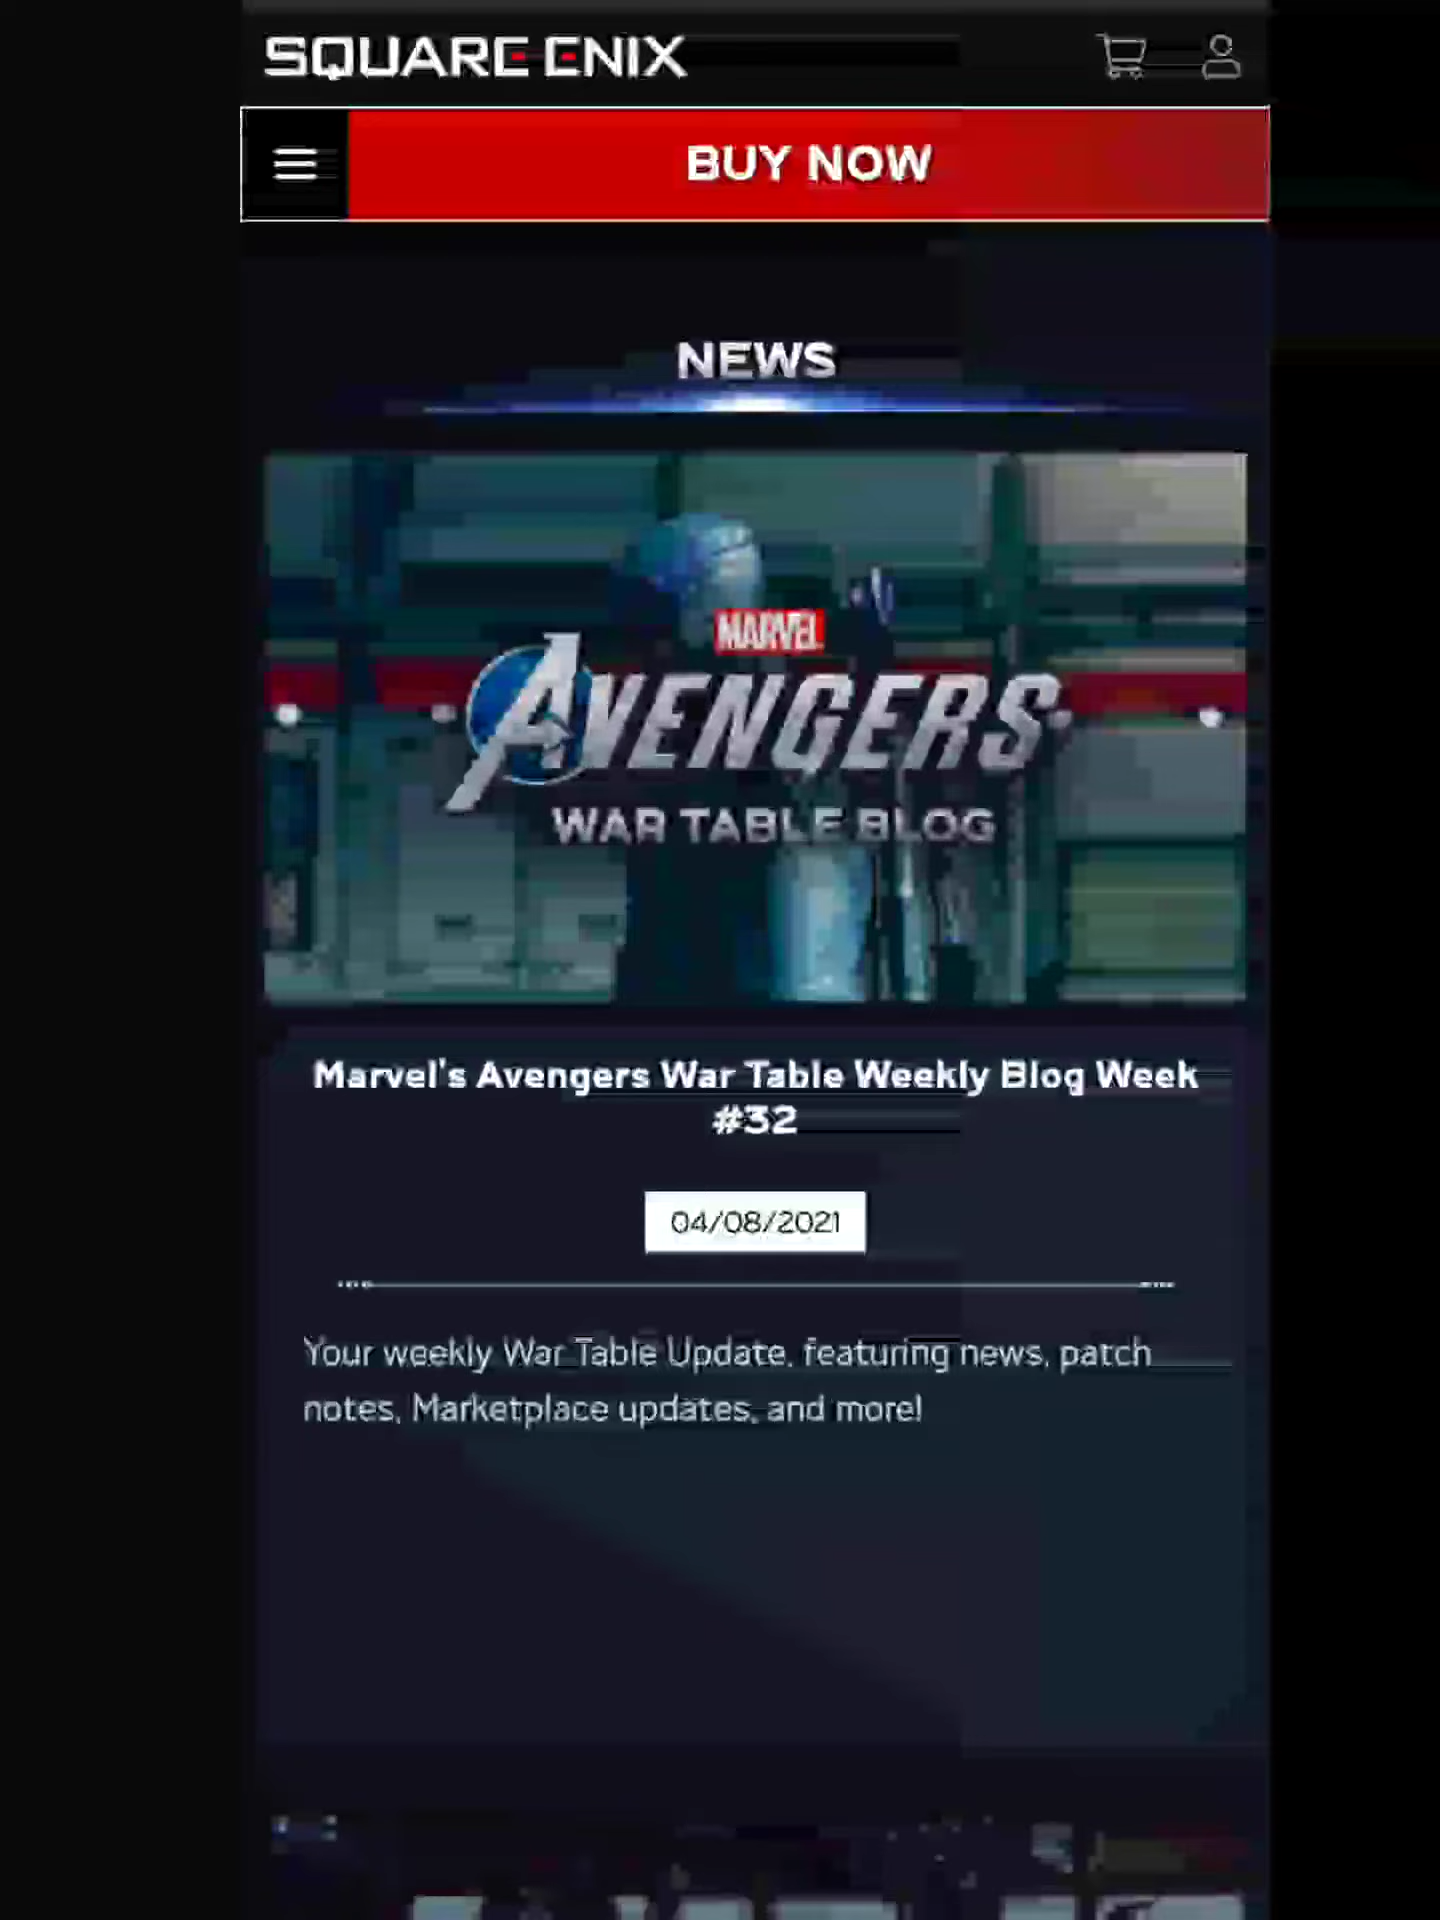 SQUARE ENIX
BUY NOW
NEWS
MARVEL
AVENGERS
WAR TABLE BLOG
Marvel's Avengers War Table Weekly Blog Week
#32
04/08/2021
Your weekly War Table Update, featuring news, patch
notes, Marketplace updates, and more!